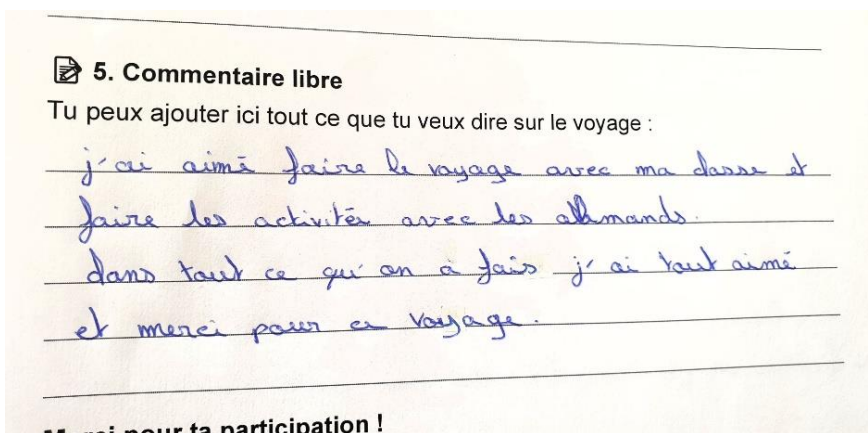 5. Commentaire libre
Tu peux ajouter ici tout ce que tu veux dire sur le voyage :
j'ai aimé faire le voyage avec ma classe et
faire les activités avec les allemands.
dans tout ce qu'on a fais j'ai tout aimé
et merci pour ce voyage.
Merci pour ta participation !